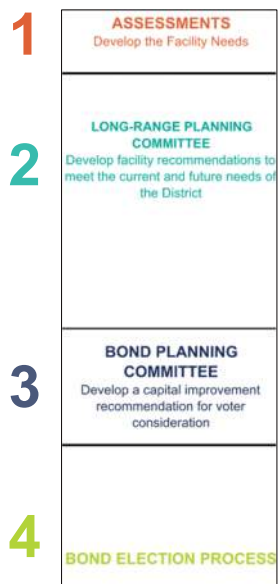 1
ASSESSMENTS
Develop the Facility Needs
2
LONG-RANGE PLANNING
COMMITTEE
Develop facility recommendations to
meet the current and future needs of
the District
3
BOND PLANNING
COMMITTEE
Develop a capital improvement
recommendation for voter
consideration
4
BOND ELECTION PROCESS